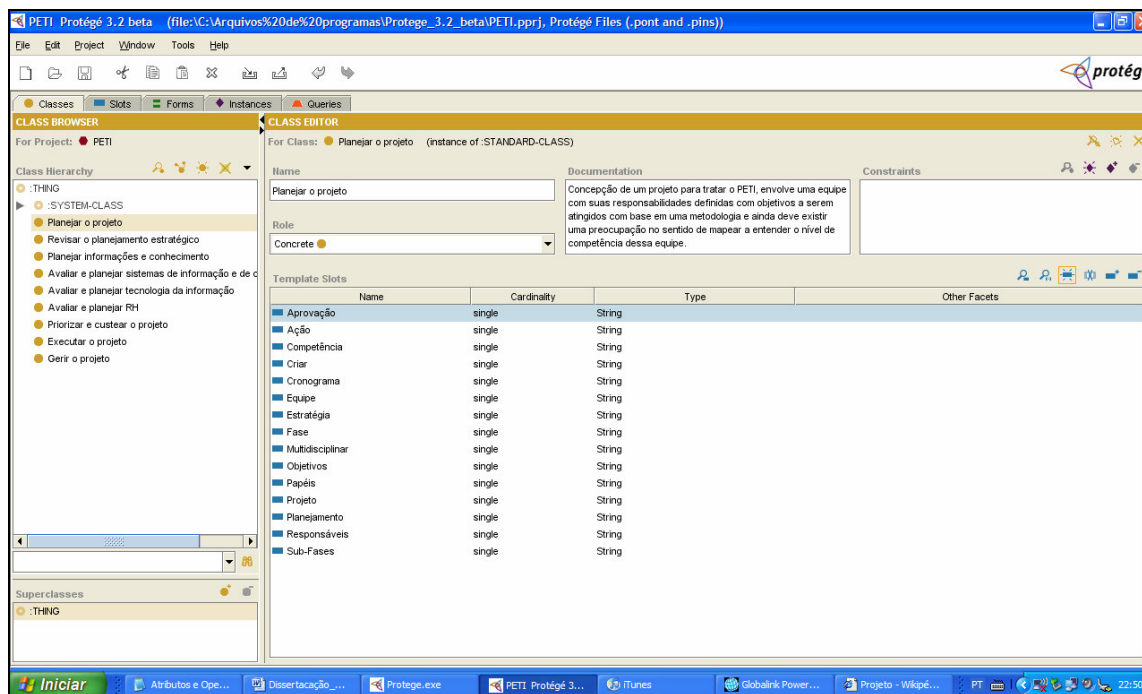 PETI Protégé 3.2 beta (file:\C:\Arquivos%20de%20programas\Protege_3.2_beta\PETI.pprj, Protégé Files (.pont and .pins))
File Edit Project Window Tools Help
protég
Classes Slots Forms Instances Queries
CLASS BROWSER
For Project: PETI
Class Hierarchy
:THING
:SYSTEM-CLASS
Planejar o projeto
Revisar o planejamento estratégico
Planejar informações e conhecimento
Avaliar e planejar sistemas de informação e de c
Avaliar e planejar tecnologia da informação
Avaliar e planejar RH
Priorizar e custear o projeto
Executar o projeto
Gerir o projeto
Superclasses
:THING
CLASS EDITOR
For Class: Planejar o projeto (instance of :STANDARD-CLASS)
Name
Planejar o projeto
Role
Concrete
Documentation
Concepção de um projeto para tratar o PETI, envolve uma equipe
com suas responsabilidades definidas com objetivos a serem
atingidos com base em uma metodologia e ainda deve existir
uma preocupação no sentido de mapear a entender o nível de
competência dessa equipe.
Constraints
Template Slots
Name Cardinality Type Other Facets
Aprovação single String
Ação single String
Competência single String
Criar single String
Cronograma single String
Equipe single String
Estratégia single String
Fase single String
Multidisciplinar single String
Objetivos single String
Papéis single String
Projeto single String
Planejamento single String
Responsáveis single String
Sub-Fases single String
Iniciar Atributos e Ope... Dissertacação_... Protege.exe PETI Protégé 3... iTunes Globalink Power... Projeto - Wikipé... PT 22:50